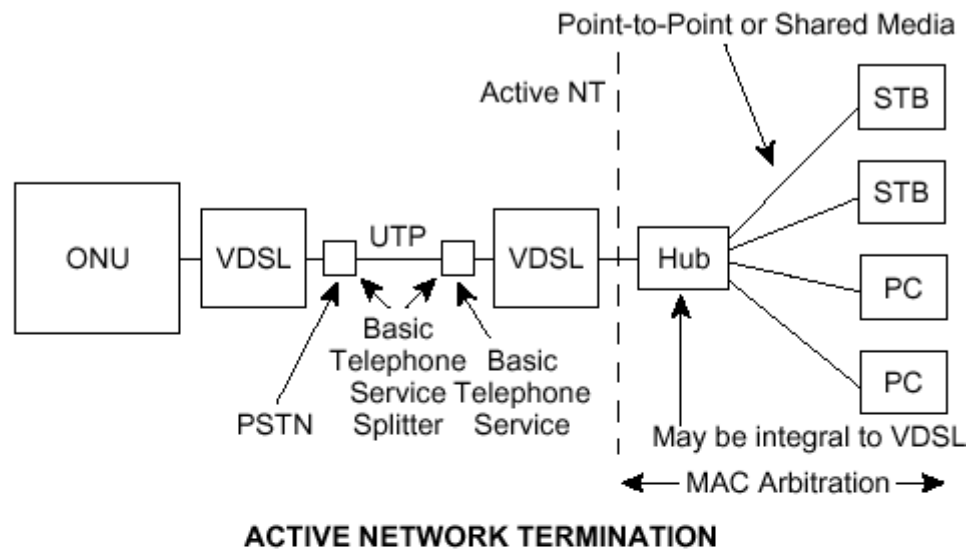 Point-to-Point or Shared Media
Active NT
STB
STB
ONU
VDSL
UTP
VDSL
Hub
PC
PC
Basic
Telephone
Service
Splitter
Basic
Telephone
Service
PSTN
May be integral to VDSL
MAC Arbitration
ACTIVE NETWORK TERMINATION